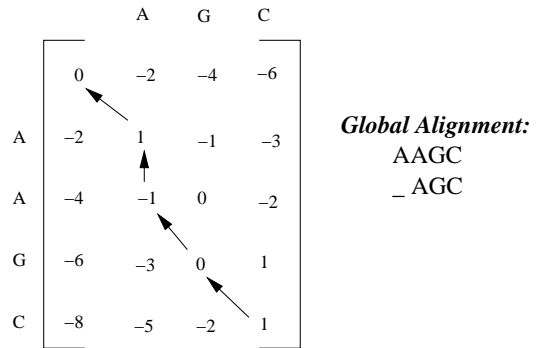 A G C
0 −2 −4 −6
A −2 1 −1 −3
A −4 −1 0 −2
G −6 −3 0 1
C −8 −5 −2 1
Global Alignment:
AAGC
_ AGC